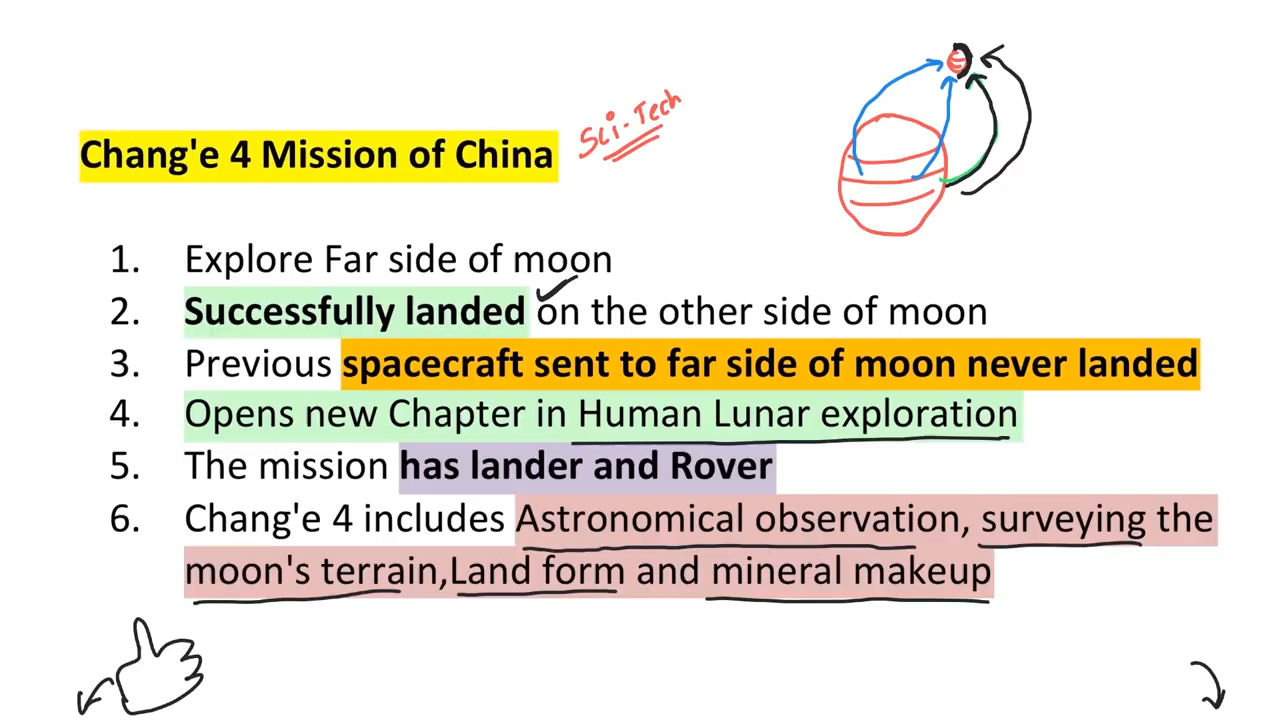 Chang'e 4 Mission of China
Sci-Tech
1. Explore Far side of moon
2. Successfully landed on the other side of moon
3. Previous spacecraft sent to far side of moon never landed
4. Opens new Chapter in Human Lunar exploration
5. The mission has lander and Rover
6. Chang'e 4 includes Astronomical observation, surveying the
moon's terrain,Land form and mineral makeup